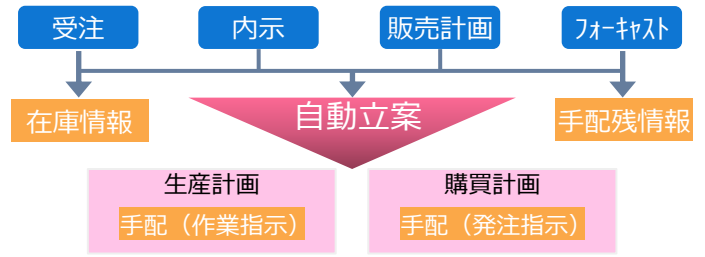 受注
内示
販売計画
ﾌｫｰｷｬｽﾄ
在庫情報
自動立案
手配残情報
生産計画
手配（作業指示）
購買計画
手配（発注指示）